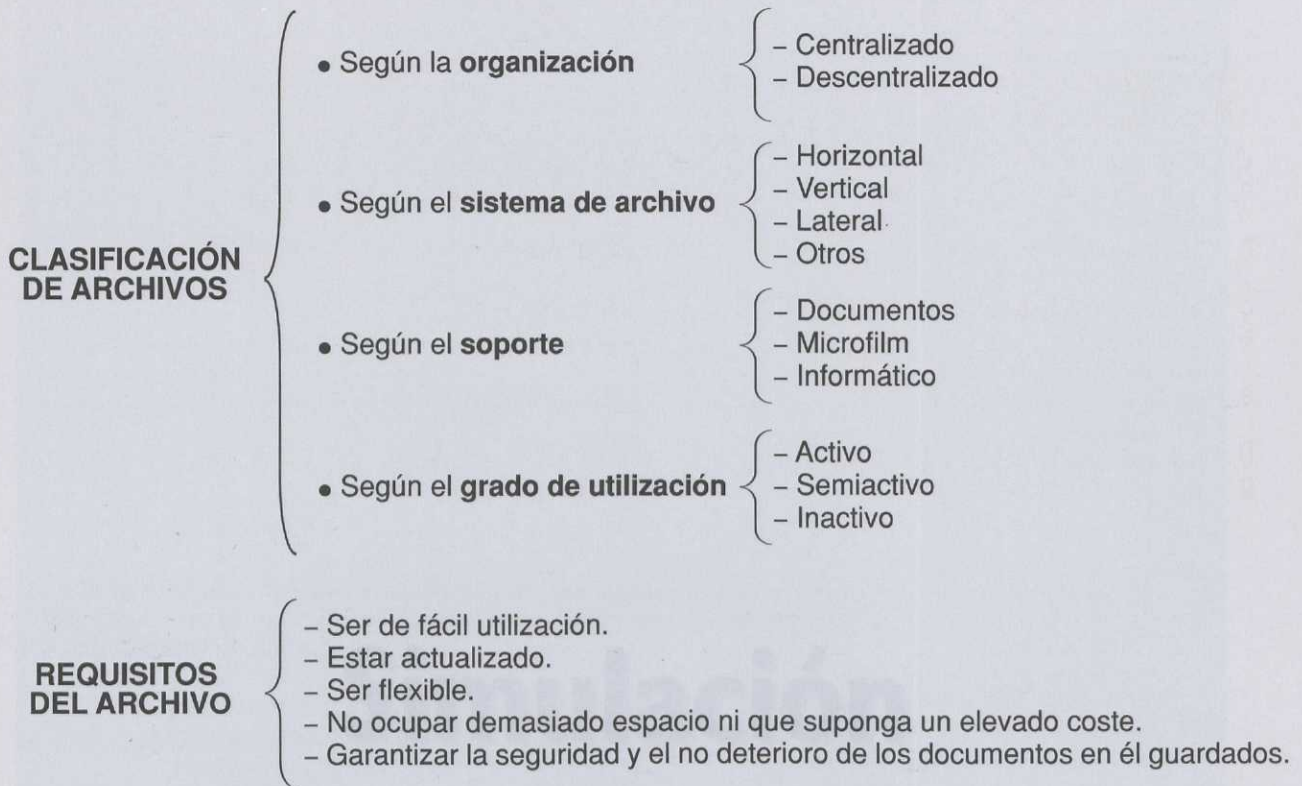 CLASIFICACIÓN
DE ARCHIVOS
● Según la organización
– Centralizado
– Descentralizado
● Según el sistema de archivo
– Horizontal
– Vertical
– Lateral
– Otros
● Según el soporte
– Documentos
– Microfilm
– Informático
● Según el grado de utilización
– Activo
– Semiactivo
– Inactivo
REQUISITOS
DEL ARCHIVO
– Ser de fácil utilización.
– Estar actualizado.
– Ser flexible.
– No ocupar demasiado espacio ni que suponga un elevado coste.
– Garantizar la seguridad y el no deterioro de los documentos en él guardados.